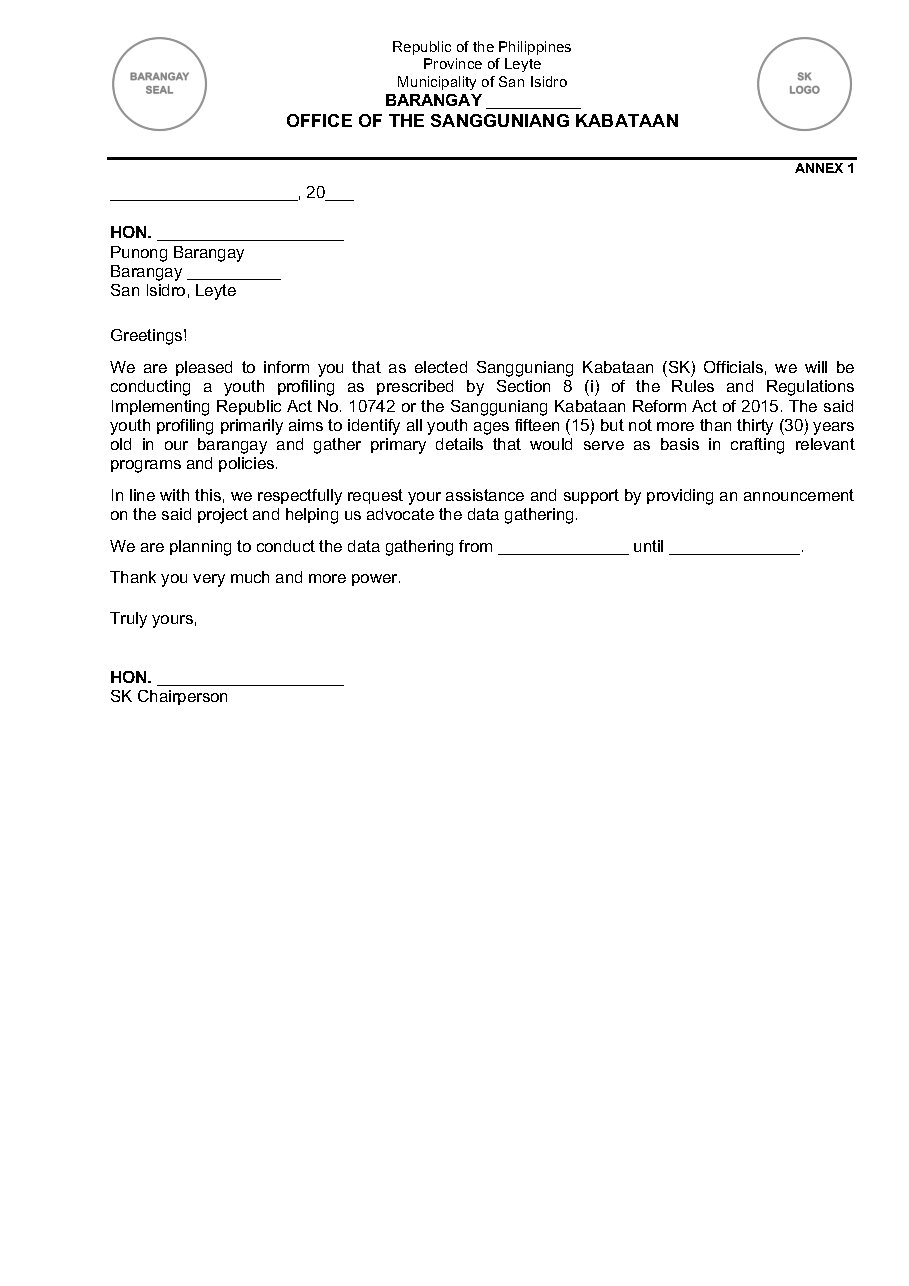 BARANGAY
SEAL
Republic of the Philippines
Province of Leyte
Municipality of San Isidro
BARANGAY __________
OFFICE OF THE SANGGUNIANG KABATAAN
SK
LOGO
ANNEX 1
____________________, 20___
HON. ____________________
Punong Barangay
Barangay __________
San Isidro, Leyte
Greetings!
We are pleased to inform you that as elected Sangguniang Kabataan (SK) Officials, we will be
conducting a youth profiling as prescribed by Section 8 (i) of the Rules and Regulations
Implementing Republic Act No. 10742 or the Sangguniang Kabataan Reform Act of 2015. The said
youth profiling primarily aims to identify all youth ages fifteen (15) but not more than thirty (30) years
old in our barangay and gather primary details that would serve as basis in crafting relevant
programs and policies.
In line with this, we respectfully request your assistance and support by providing an announcement
on the said project and helping us advocate the data gathering.
We are planning to conduct the data gathering from ______________ until ______________.
Thank you very much and more power.
Truly yours,
HON. ____________________
SK Chairperson